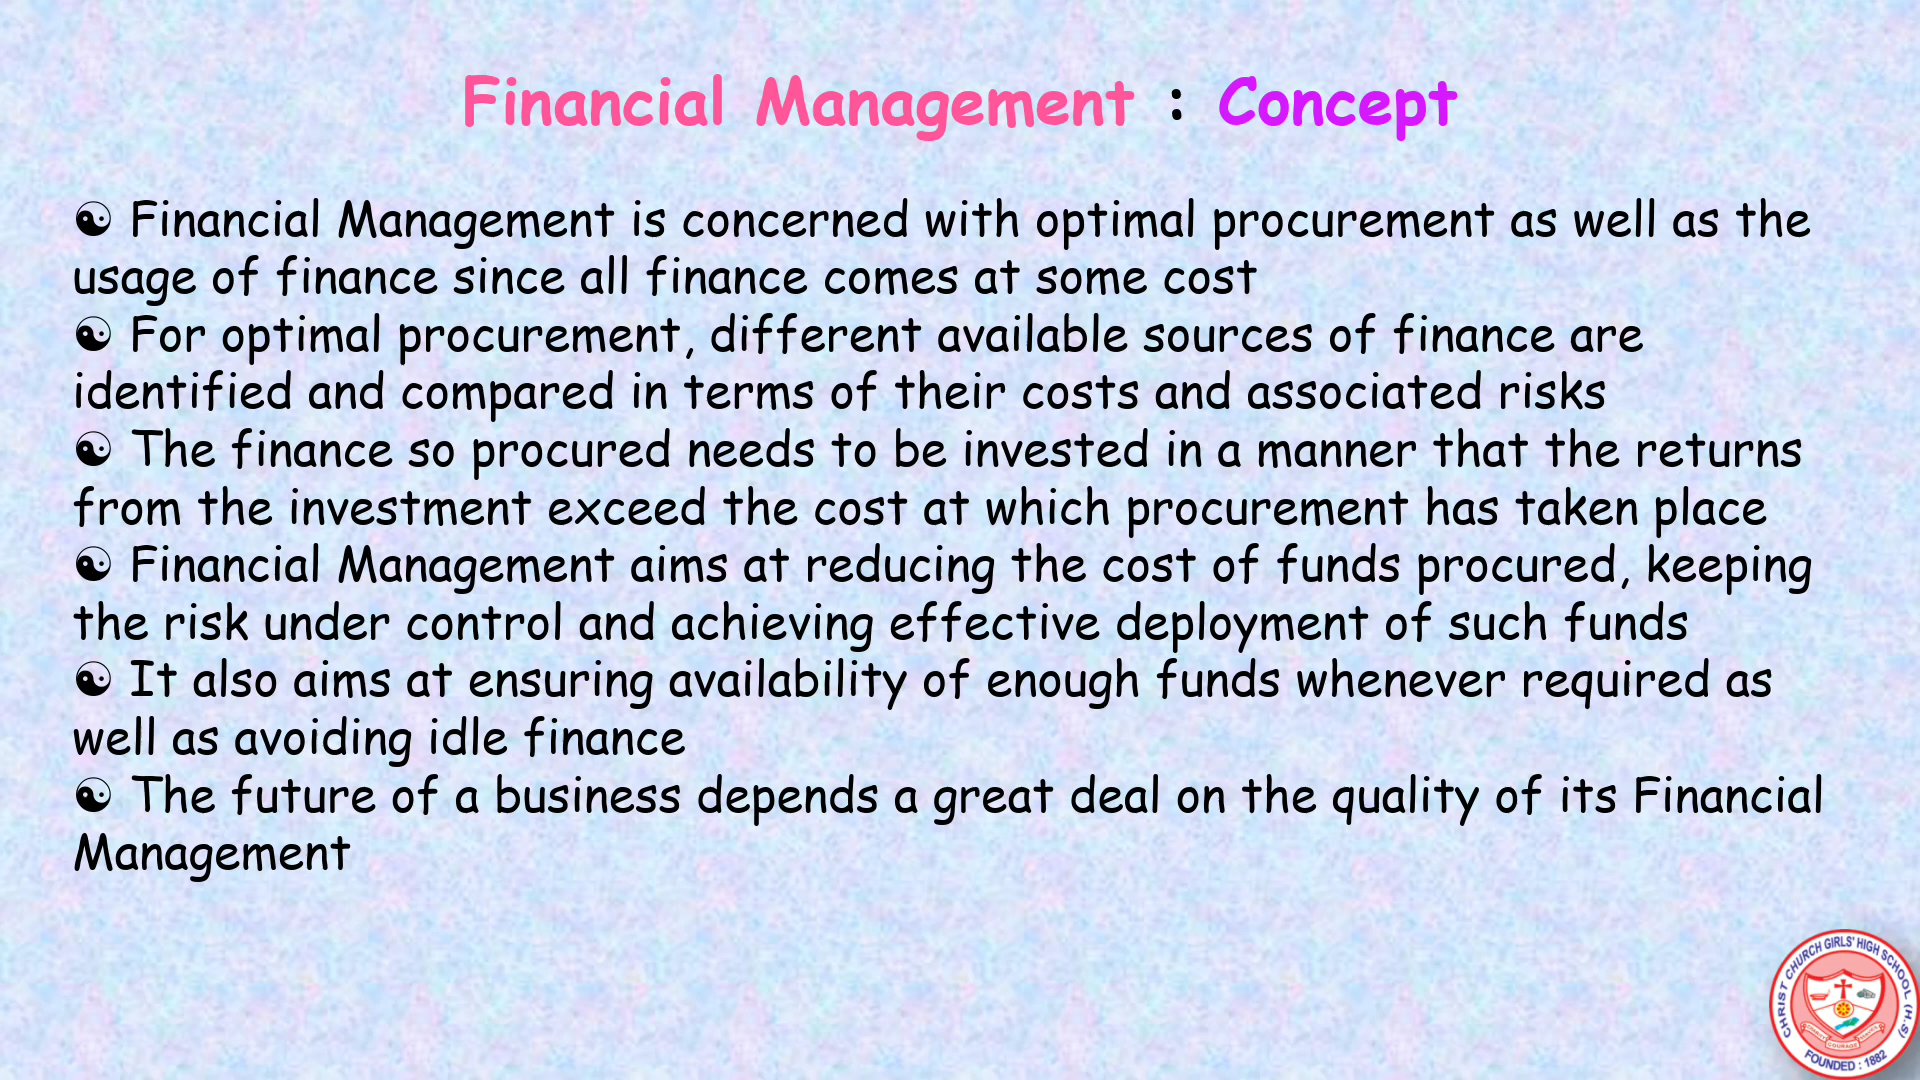 Financial Management : Concept
☯ Financial Management is concerned with optimal procurement as well as the
usage of finance since all finance comes at some cost
☯ For optimal procurement, different available sources of finance are
identified and compared in terms of their costs and associated risks
☯ The finance so procured needs to be invested in a manner that the returns
from the investment exceed the cost at which procurement has taken place
☯ Financial Management aims at reducing the cost of funds procured, keeping
the risk under control and achieving effective deployment of such funds
☯ It also aims at ensuring availability of enough funds whenever required as
well as avoiding idle finance
☯ The future of a business depends a great deal on the quality of its Financial
Management
CHRIST CHURCH GIRLS' HIGH SCHOOL (H.S)
COURAGE
FOUNDED : 1882